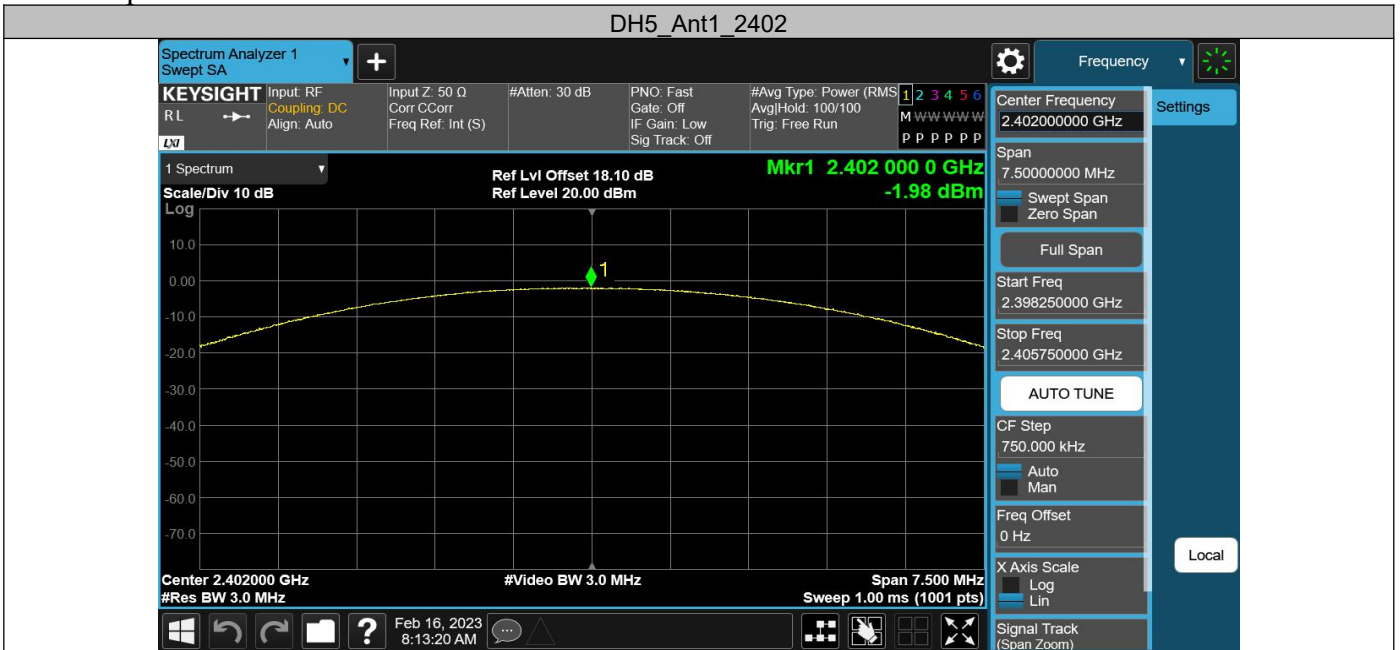 DH5_Ant1_2402
Spectrum Analyzer 1
Swept SA
Frequency
KEYSIGHT
RL
LXI
Input: RF
Coupling: DC
Align: Auto
Input Z: 50 Ω
Corr CCorr
Freq Ref: Int (S)
#Atten: 30 dB
PNO: Fast
Gate: Off
IF Gain: Low
Sig Track: Off
#Avg Type: Power (RMS
Avg|Hold: 100/100
Trig: Free Run
1 2 3 4 5 6
M W W W W W
P P P P P P
1 Spectrum
Scale/Div 10 dB
Log
Ref Lvl Offset 18.10 dB
Ref Level 20.00 dBm
Mkr1 2.402 000 0 GHz
-1.98 dBm
10.0
0.00
-10.0
-20.0
-30.0
-40.0
-50.0
-60.0
-70.0
1
Center 2.402000 GHz
#Res BW 3.0 MHz
#Video BW 3.0 MHz
Span 7.500 MHz
Sweep 1.00 ms (1001 pts)
Feb 16, 2023
8:13:20 AM
Center Frequency
2.402000000 GHz
Settings
Span
7.50000000 MHz
Swept Span
Zero Span
Full Span
Start Freq
2.398250000 GHz
Stop Freq
2.405750000 GHz
AUTO TUNE
CF Step
750.000 kHz
Auto
Man
Freq Offset
0 Hz
X Axis Scale
Log
Lin
Local
Signal Track
(Span Zoom)